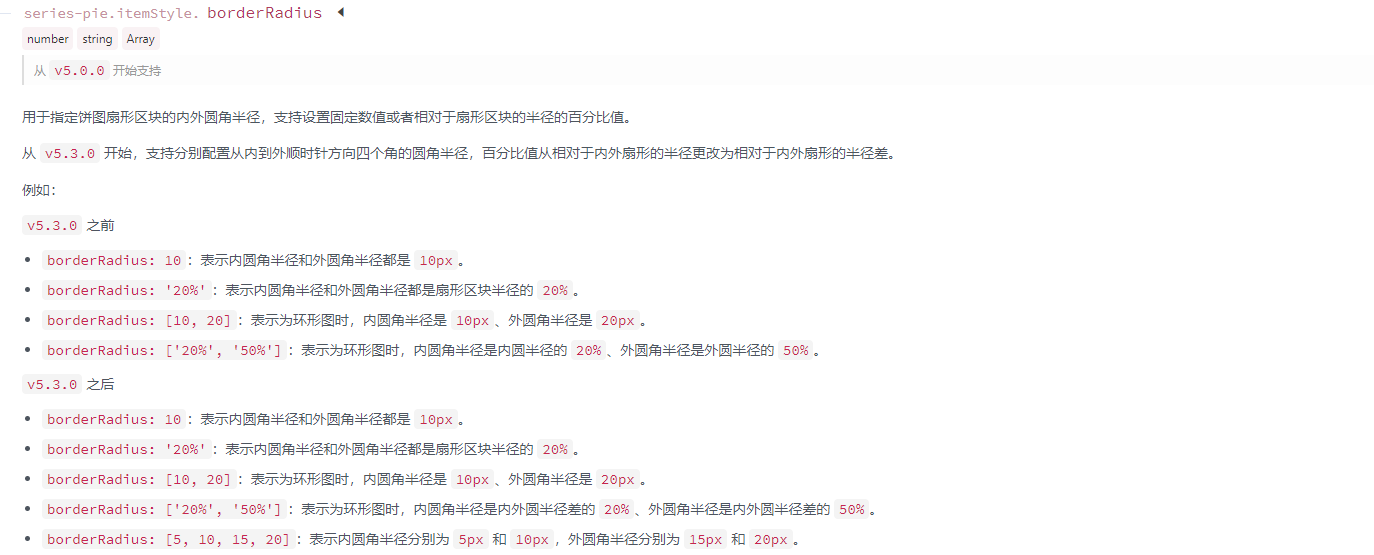 series-pie.itemStyle. borderRadius
number string Array
从 v5.0.0 开始支持
用于指定饼图扇形区块的内外圆角半径，支持设置固定数值或者相对于扇形区块的半径的百分比值。
从 v5.3.0 开始，支持分别配置从内到外顺时针方向四个角的圆角半径，百分比值从相对于内外扇形的半径更改为相对于内外扇形的半径差。
例如：
v5.3.0 之前
borderRadius: 10：表示内圆角半径和外圆角半径都是 10px。
borderRadius: '20%'：表示内圆角半径和外圆角半径都是扇形区块半径的 20%。
borderRadius: [10, 20]：表示为环形图时，内圆角半径是 10px、外圆角半径是 20px。
borderRadius: ['20%', '50%']：表示为环形图时，内圆角半径是内圆半径的 20%、外圆角半径是外圆半径的 50%。
v5.3.0 之后
borderRadius: 10：表示内圆角半径和外圆角半径都是 10px。
borderRadius: '20%'：表示内圆角半径和外圆角半径都是扇形区块半径的 20%。
borderRadius: [10, 20]：表示为环形图时，内圆角半径是 10px、外圆角半径是 20px。
borderRadius: ['20%', '50%']：表示为环形图时，内圆角半径是内外圆半径差的 20%、外圆角半径是内外圆半径差的 50%。
borderRadius: [5, 10, 15, 20]：表示内圆角半径分别为 5px 和 10px，外圆角半径分别为 15px 和 20px。